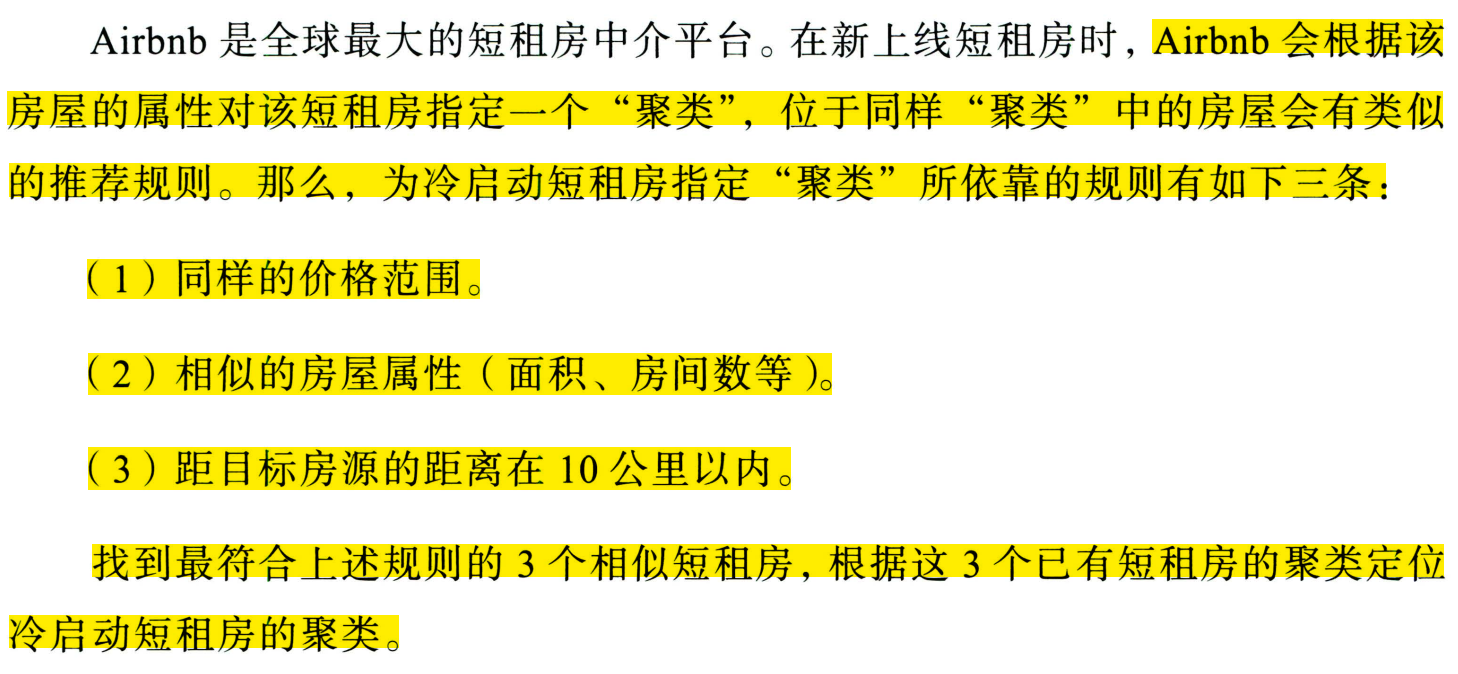 Airbnb 是全球最大的短租房中介平台。在新上线短租房时，Airbnb 会根据该
房屋的属性对该短租房指定一个“聚类”，位于同样“聚类”中的房屋会有类似
的推荐规则。那么，为冷启动短租房指定“聚类”所依靠的规则有如下三条：
（1）同样的价格范围。
（2）相似的房屋属性（面积、房间数等）。
（3）距目标房源的距离在 10 公里以内。
找到最符合上述规则的 3 个相似短租房，根据这 3 个已有短租房的聚类定位
冷启动短租房的聚类。